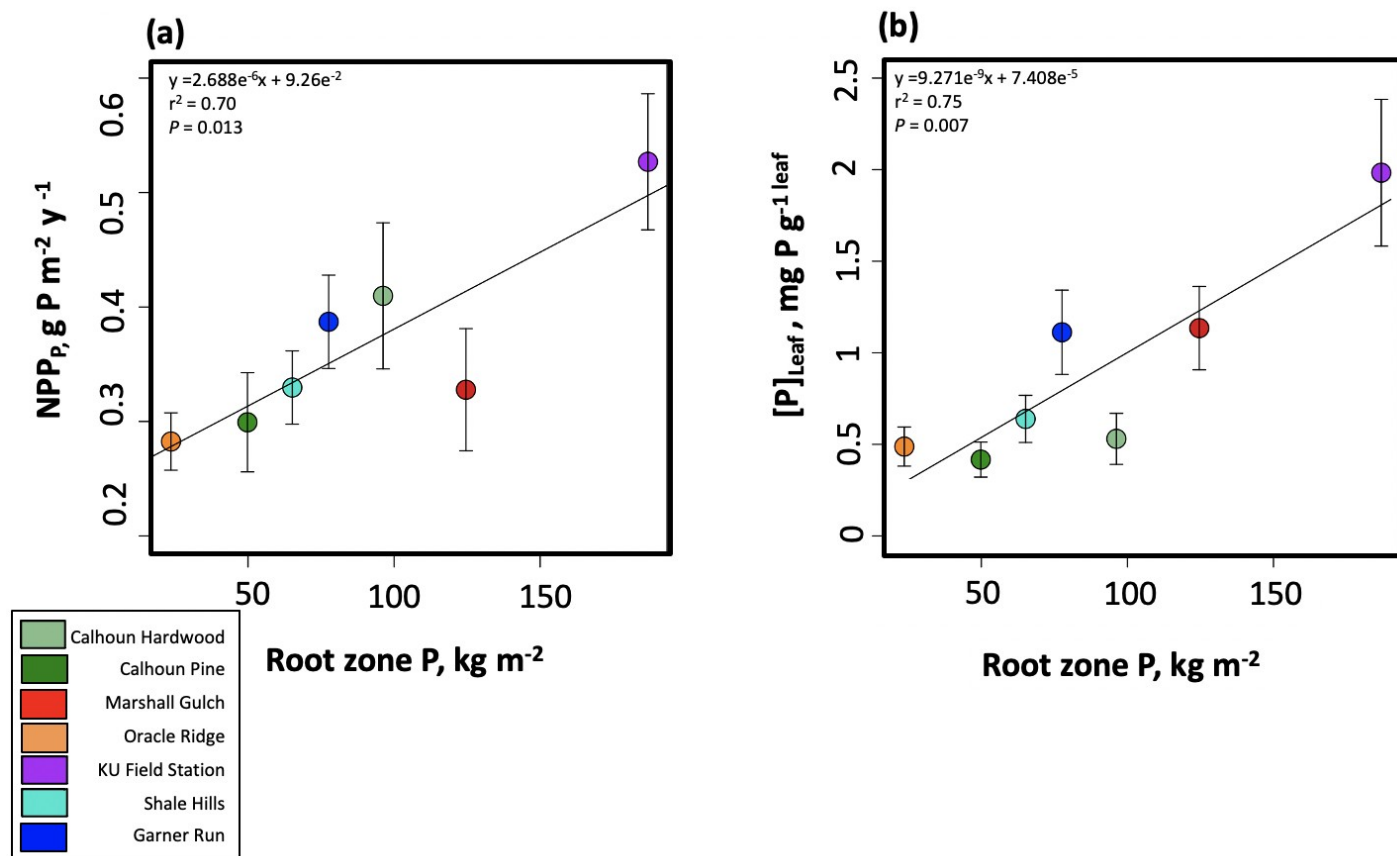 (a)
y =2.688e-6x + 9.26e-2
r2 = 0.70
P = 0.013
NPPP, g P m-2 y -1
0.6
0.5
0.4
0.3
0.2
50 100 150
Root zone P, kg m-2
(b)
y =9.271e-9x + 7.408e-5
r2 = 0.75
P = 0.007
[P]Leaf , mg P g-1 leaf
2.5
2
1.5
1
0.5
0
50 100 150
Root zone P, kg m-2
Calhoun Hardwood
Calhoun Pine
Marshall Gulch
Oracle Ridge
KU Field Station
Shale Hills
Garner Run